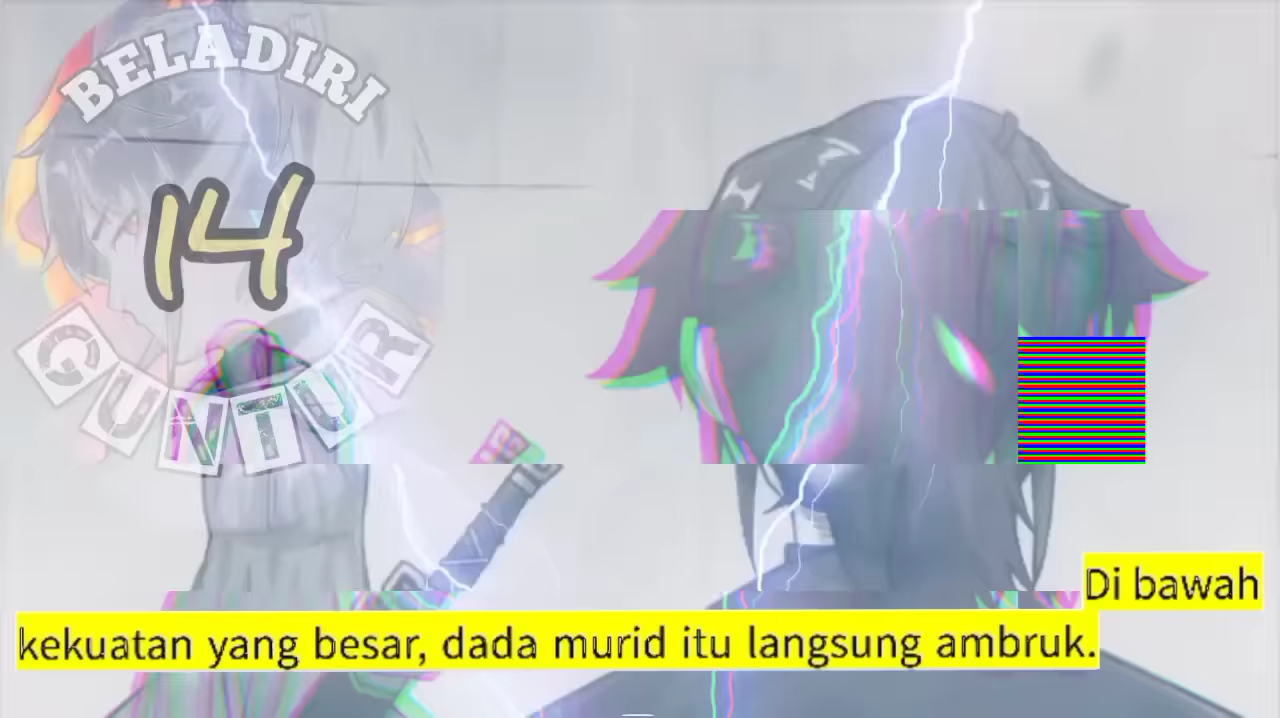 BELADIRI
14
GUNTUR
Di bawah
kekuatan yang besar, dada murid itu langsung ambruk.